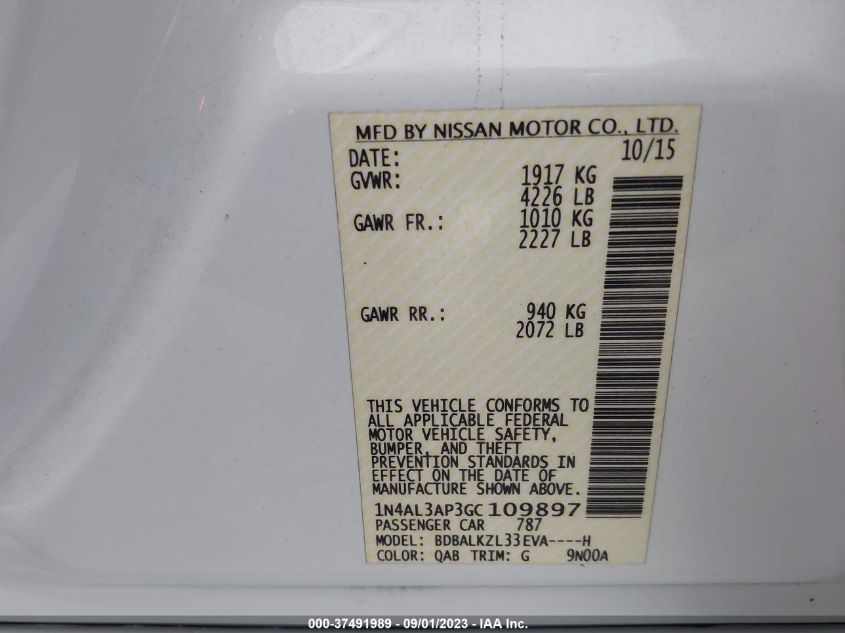 MFD BY NISSAN MOTOR CO., LTD.
DATE: 10/15
GVWR: 1917 KG
4226 LB
GAWR FR.: 1010 KG
2227 LB
GAWR RR.: 940 KG
2072 LB
THIS VEHICLE CONFORMS TO
ALL APPLICABLE FEDERAL
MOTOR VEHICLE SAFETY,
BUMPER, AND THEFT
PREVENTION STANDARDS IN
EFFECT ON THE DATE OF
MANUFACTURE SHOWN ABOVE.
1N4AL3AP3GC109897
PASSENGER CAR 787
MODEL: BDBALKZL33EVA----H
COLOR: QAB TRIM: G 9N00A
000-37491989 - 09/01/2023 - IAA Inc.